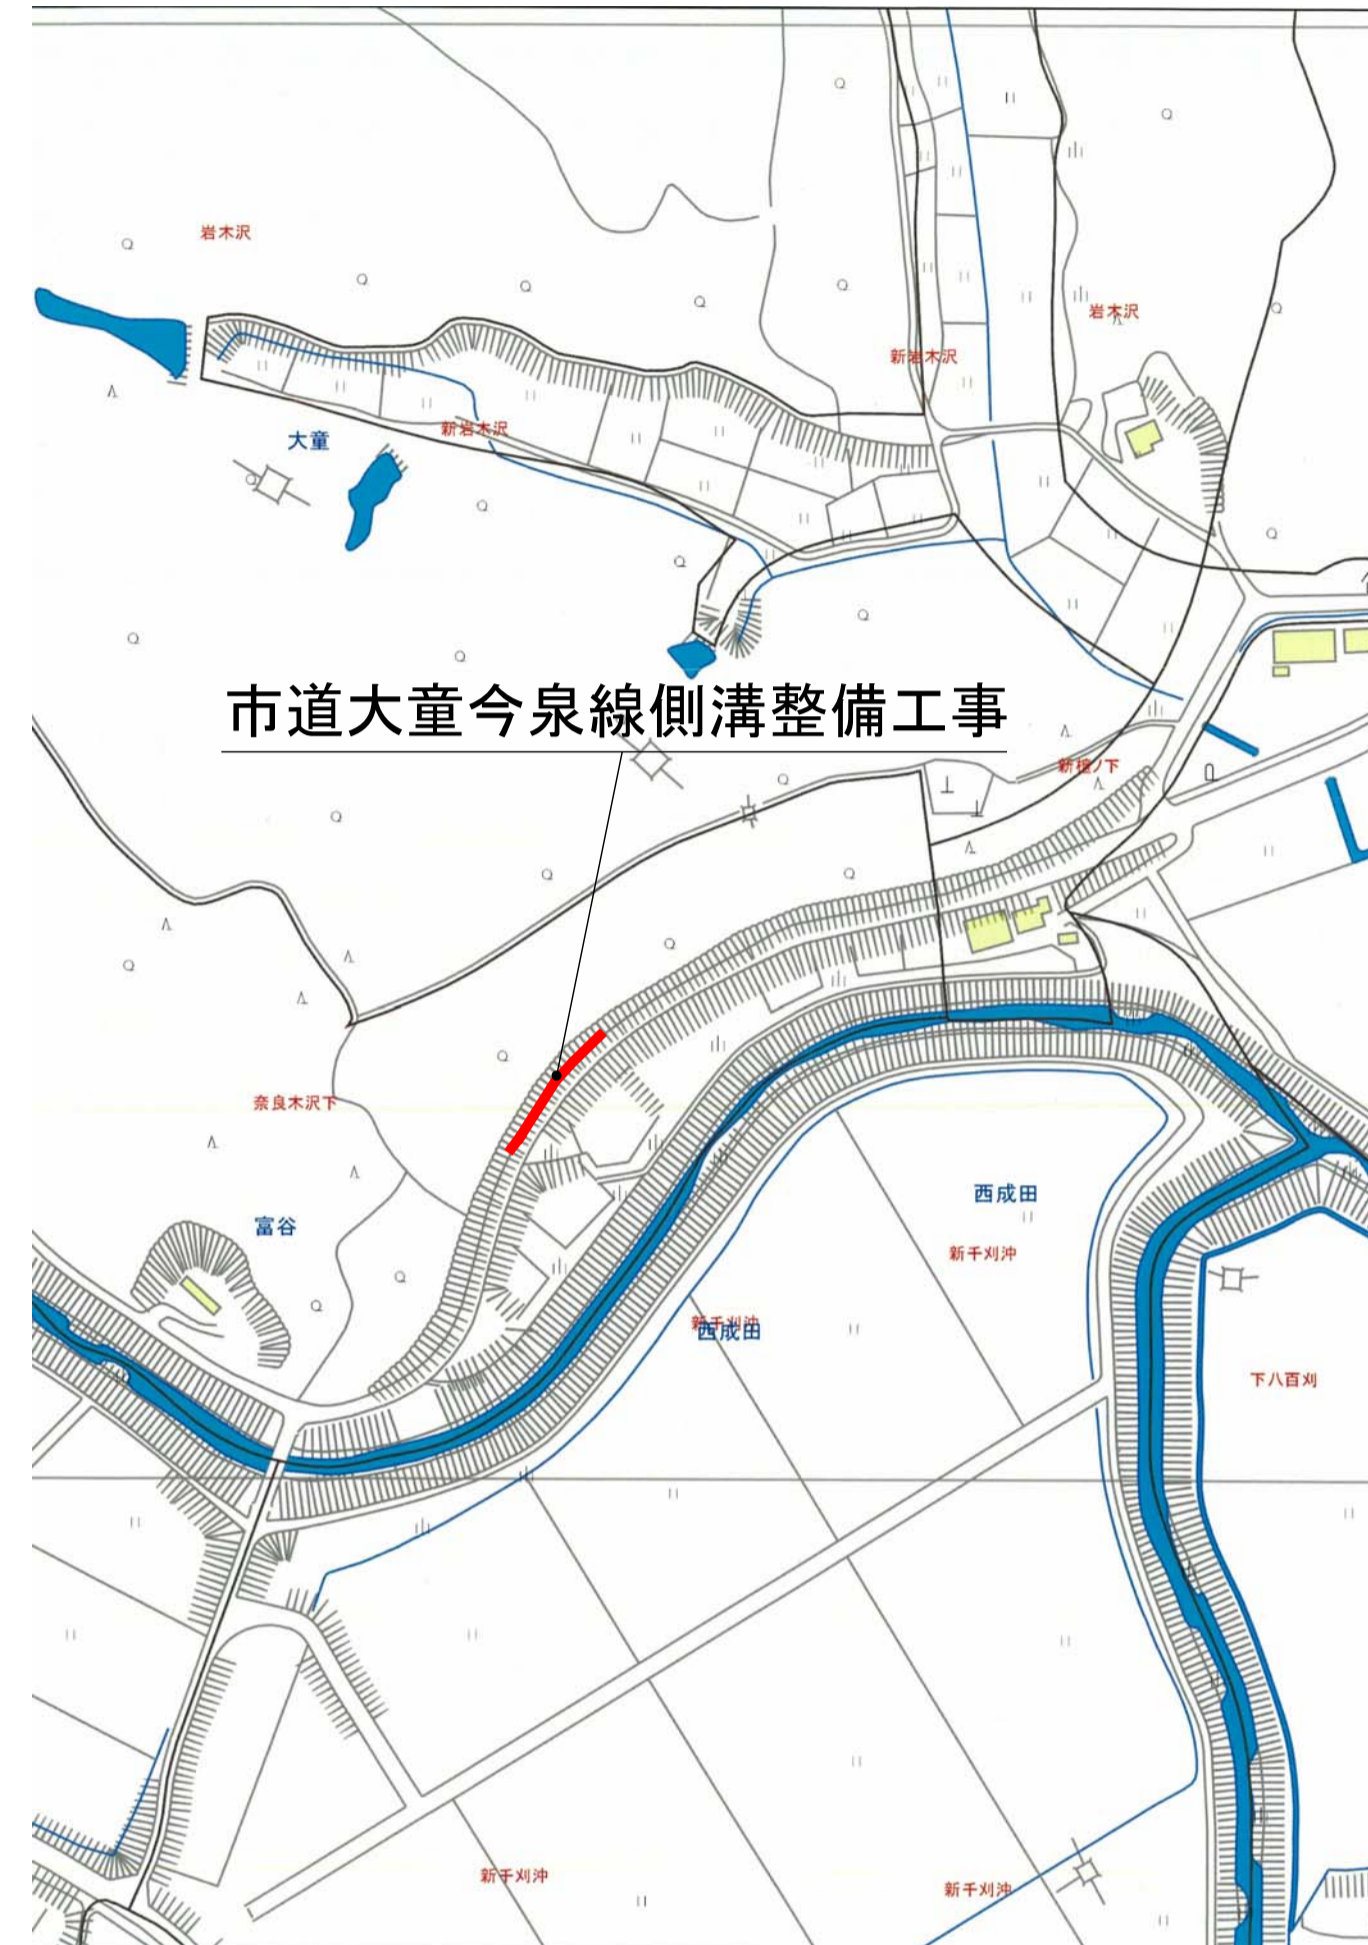 岩木沢
岩木沢
新岩木沢
新岩木沢
大童
市道大童今泉線側溝整備工事
新檀ノ下
奈良木沢下
富谷
西成田
新千刈沖
新千刈沖
西成田
下八百刈
新千刈沖
新千刈沖